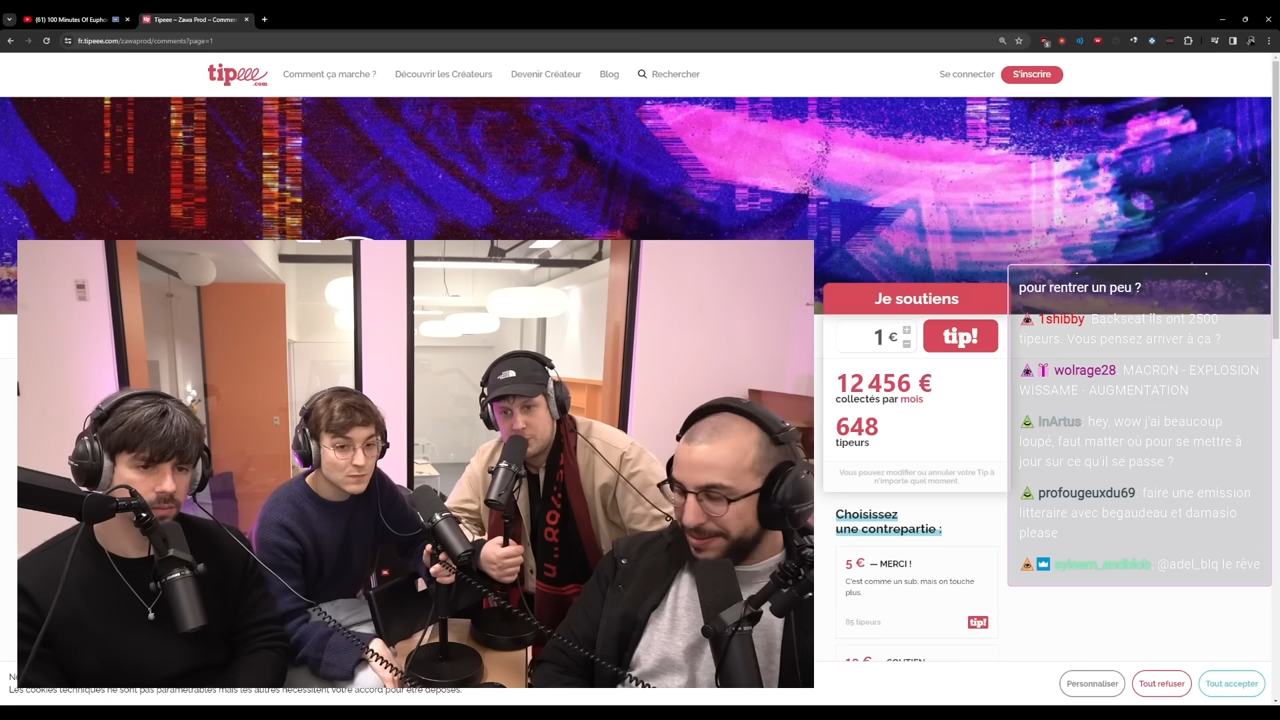 (61) 100 Minutes Of Euphor
Tipeee – Zawa Prod – Commen
fr.tipeee.com/zawaprod/comments?page=1
tipeee
.com
Comment ça marche ?
Découvrir les Créateurs
Devenir Créateur
Blog
Rechercher
Se connecter
S'inscrire
Je soutiens
1 €
tip!
12 456 €
collectés par mois
648
tipeurs
Vous pouvez modifier ou annuler votre Tip à
n'importe quel moment.
Choisissez
une contrepartie :
5 € — MERCI !
C'est comme un sub, mais on touche
plus.
85 tipeurs
tip!
pour rentrer un peu ?
1shibby Backseat ils ont 2500
tipeurs. Vous pensez arriver à ça ?
wolrage28 MACRON - EXPLOSION
WISSAME - AUGMENTATION
InArtus hey, wow j'ai beaucoup
loupé, faut matter ou pour se mettre à
jour sur ce qu'il se passe ?
profougeuxdu69 faire une emission
litteraire avec begaudeau et damasio
please
@adel_blq le rêve
THE
NORTH
FACE
Les cookies techniques ne sont pas paramétrables mais les autres nécessitent votre accord pour être déposés.
Personnaliser
Tout refuser
Tout accepter